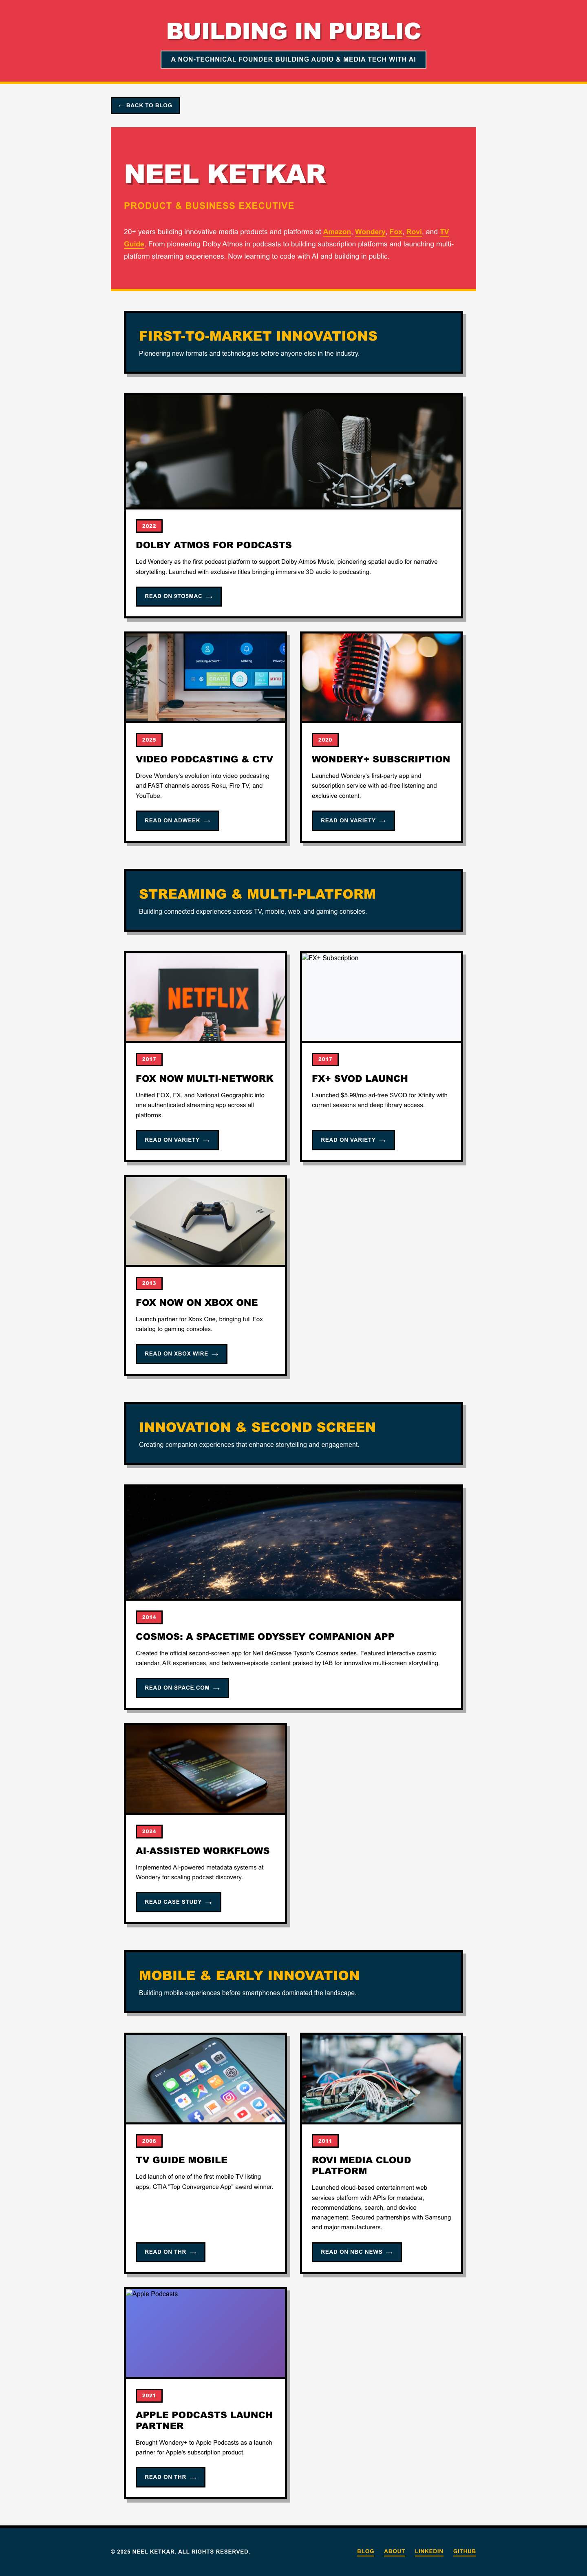 BUILDING IN PUBLIC
A NON-TECHNICAL FOUNDER BUILDING AUDIO & MEDIA TECH WITH AI
← BACK TO BLOG
NEEL KETKAR
PRODUCT & BUSINESS EXECUTIVE
20+ years building innovative media products and platforms at Amazon, Wondery, Fox, Rovi, and TV
Guide. From pioneering Dolby Atmos in podcasts to building subscription platforms and launching multi-
platform streaming experiences. Now learning to code with AI and building in public.
FIRST-TO-MARKET INNOVATIONS
Pioneering new formats and technologies before anyone else in the industry.
2022
DOLBY ATMOS FOR PODCASTS
Led Wondery as the first podcast platform to support Dolby Atmos Music, pioneering spatial audio for narrative
storytelling. Launched with exclusive titles bringing immersive 3D audio to podcasting.
READ ON 9TO5MAC →
2025
VIDEO PODCASTING & CTV
Drove Wondery's evolution into video podcasting
and FAST channels across Roku, Fire TV, and
YouTube.
READ ON ADWEEK →
2020
WONDERY+ SUBSCRIPTION
Launched Wondery's first-party app and
subscription service with ad-free listening and
exclusive content.
READ ON VARIETY →
STREAMING & MULTI-PLATFORM
Building connected experiences across TV, mobile, web, and gaming consoles.
NETFLIX
2017
FOX NOW MULTI-NETWORK
Unified FOX, FX, and National Geographic into
one authenticated streaming app across all
platforms.
READ ON VARIETY →
FX+ Subscription
2017
FX+ SVOD LAUNCH
Launched $5.99/mo ad-free SVOD for Xfinity with
current seasons and deep library access.
READ ON VARIETY →
2013
FOX NOW ON XBOX ONE
Launch partner for Xbox One, bringing full Fox
catalog to gaming consoles.
READ ON XBOX WIRE →
INNOVATION & SECOND SCREEN
Creating companion experiences that enhance storytelling and engagement.
2014
COSMOS: A SPACETIME ODYSSEY COMPANION APP
Created the official second-screen app for Neil deGrasse Tyson's Cosmos series. Featured interactive cosmic
calendar, AR experiences, and between-episode content praised by IAB for innovative multi-screen storytelling.
READ ON SPACE.COM →
2024
AI-ASSISTED WORKFLOWS
Implemented AI-powered metadata systems at
Wondery for scaling podcast discovery.
READ CASE STUDY →
MOBILE & EARLY INNOVATION
Building mobile experiences before smartphones dominated the landscape.
2006
TV GUIDE MOBILE
Led launch of one of the first mobile TV listing
apps. CTIA "Top Convergence App" award winner.
READ ON THR →
2011
ROVI MEDIA CLOUD
PLATFORM
Launched cloud-based entertainment web
services platform with APIs for metadata,
recommendations, search, and device
management. Secured partnerships with Samsung
and major manufacturers.
READ ON NBC NEWS →
Apple Podcasts
2021
APPLE PODCASTS LAUNCH
PARTNER
Brought Wondery+ to Apple Podcasts as a launch
partner for Apple's subscription product.
READ ON THR →
© 2025 NEEL KETKAR. ALL RIGHTS RESERVED.
BLOG ABOUT LINKEDIN GITHUB